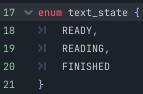 17 enum text_state {
18 READY,
19 READING,
20 FINISHED
21 }